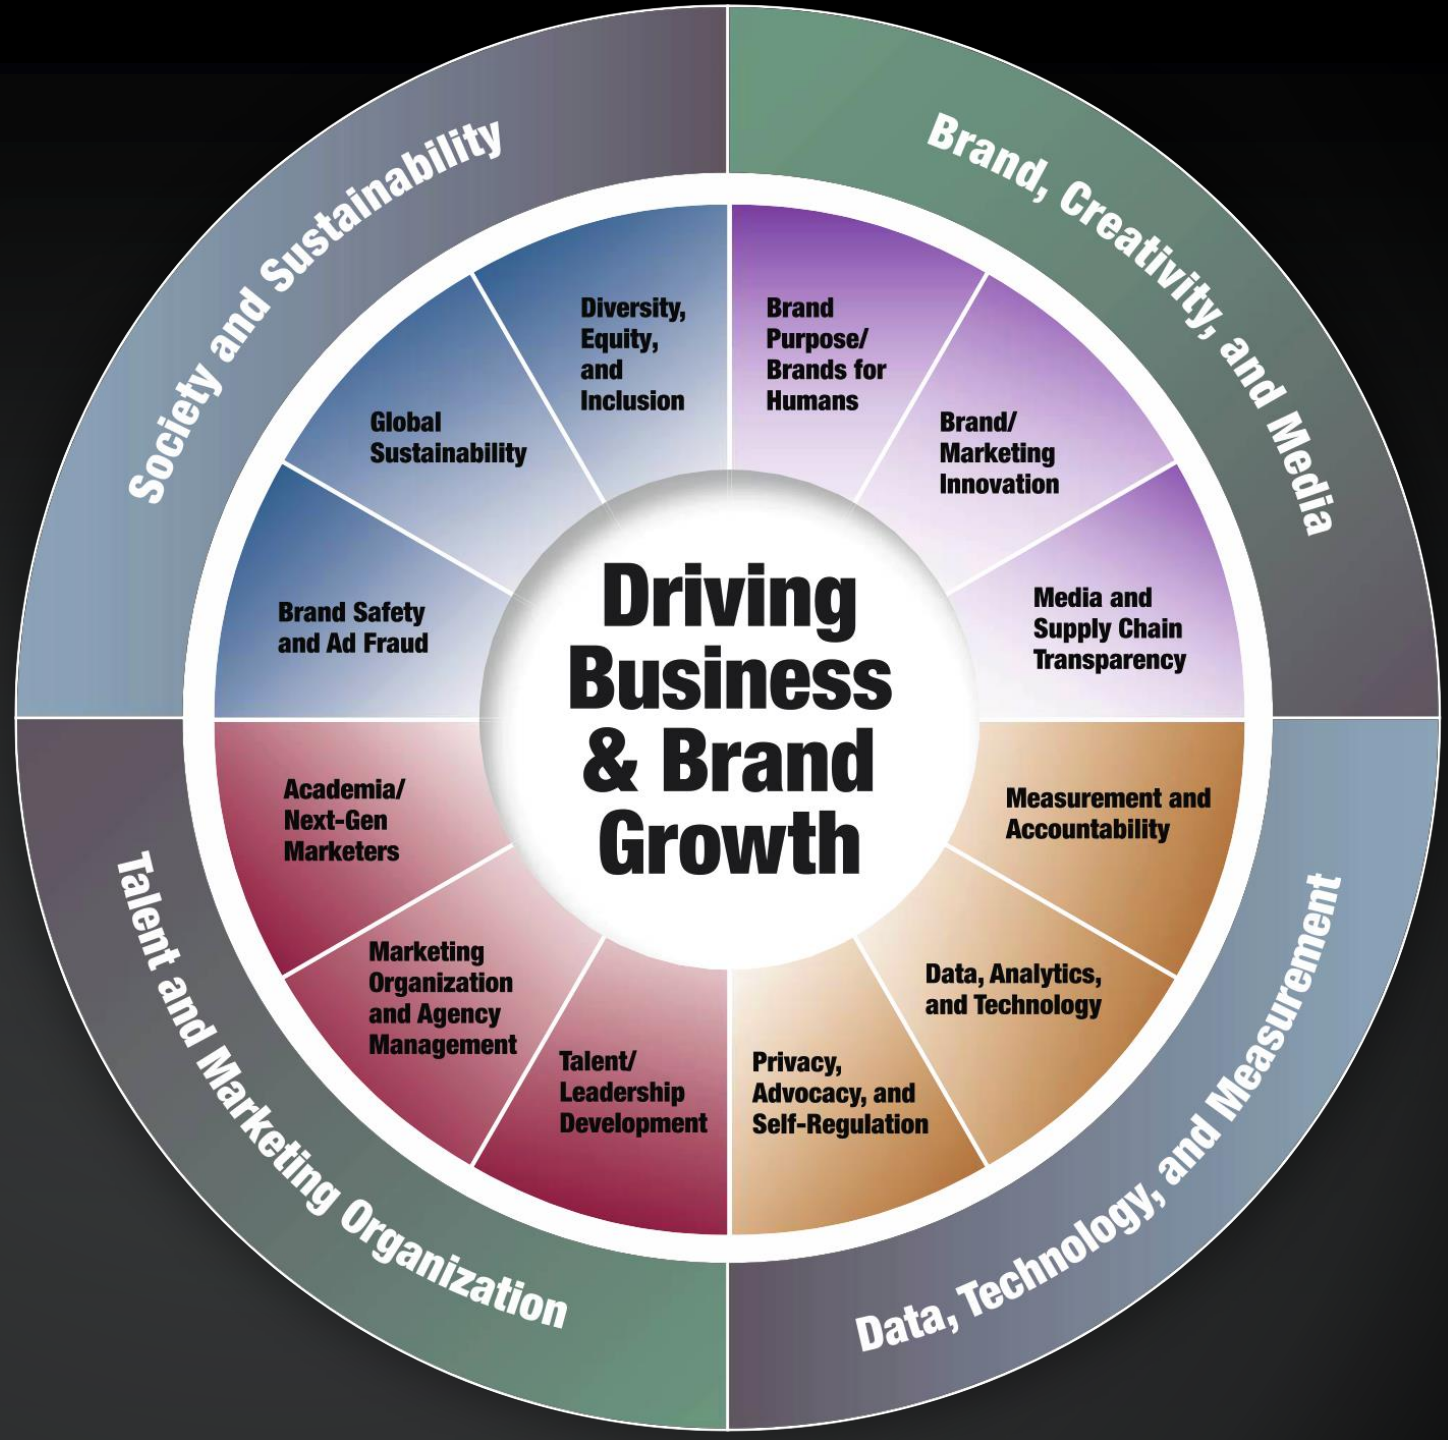 Society and Sustainability
Brand, Creativity, and Media
Diversity,
Equity,
and
Inclusion
Brand
Purpose/
Brands for
Humans
Global
Sustainability
Brand/
Marketing
Innovation
Brand Safety
and Ad Fraud
Media and
Supply Chain
Transparency
Driving
Business
& Brand
Growth
Academia/
Next-Gen
Marketers
Measurement and
Accountability
Marketing
Organization
and Agency
Management
Data, Analytics,
and Technology
Talent/
Leadership
Development
Privacy,
Advocacy, and
Self-Regulation
Talent and Marketing Organization
Data, Technology, and Measurement